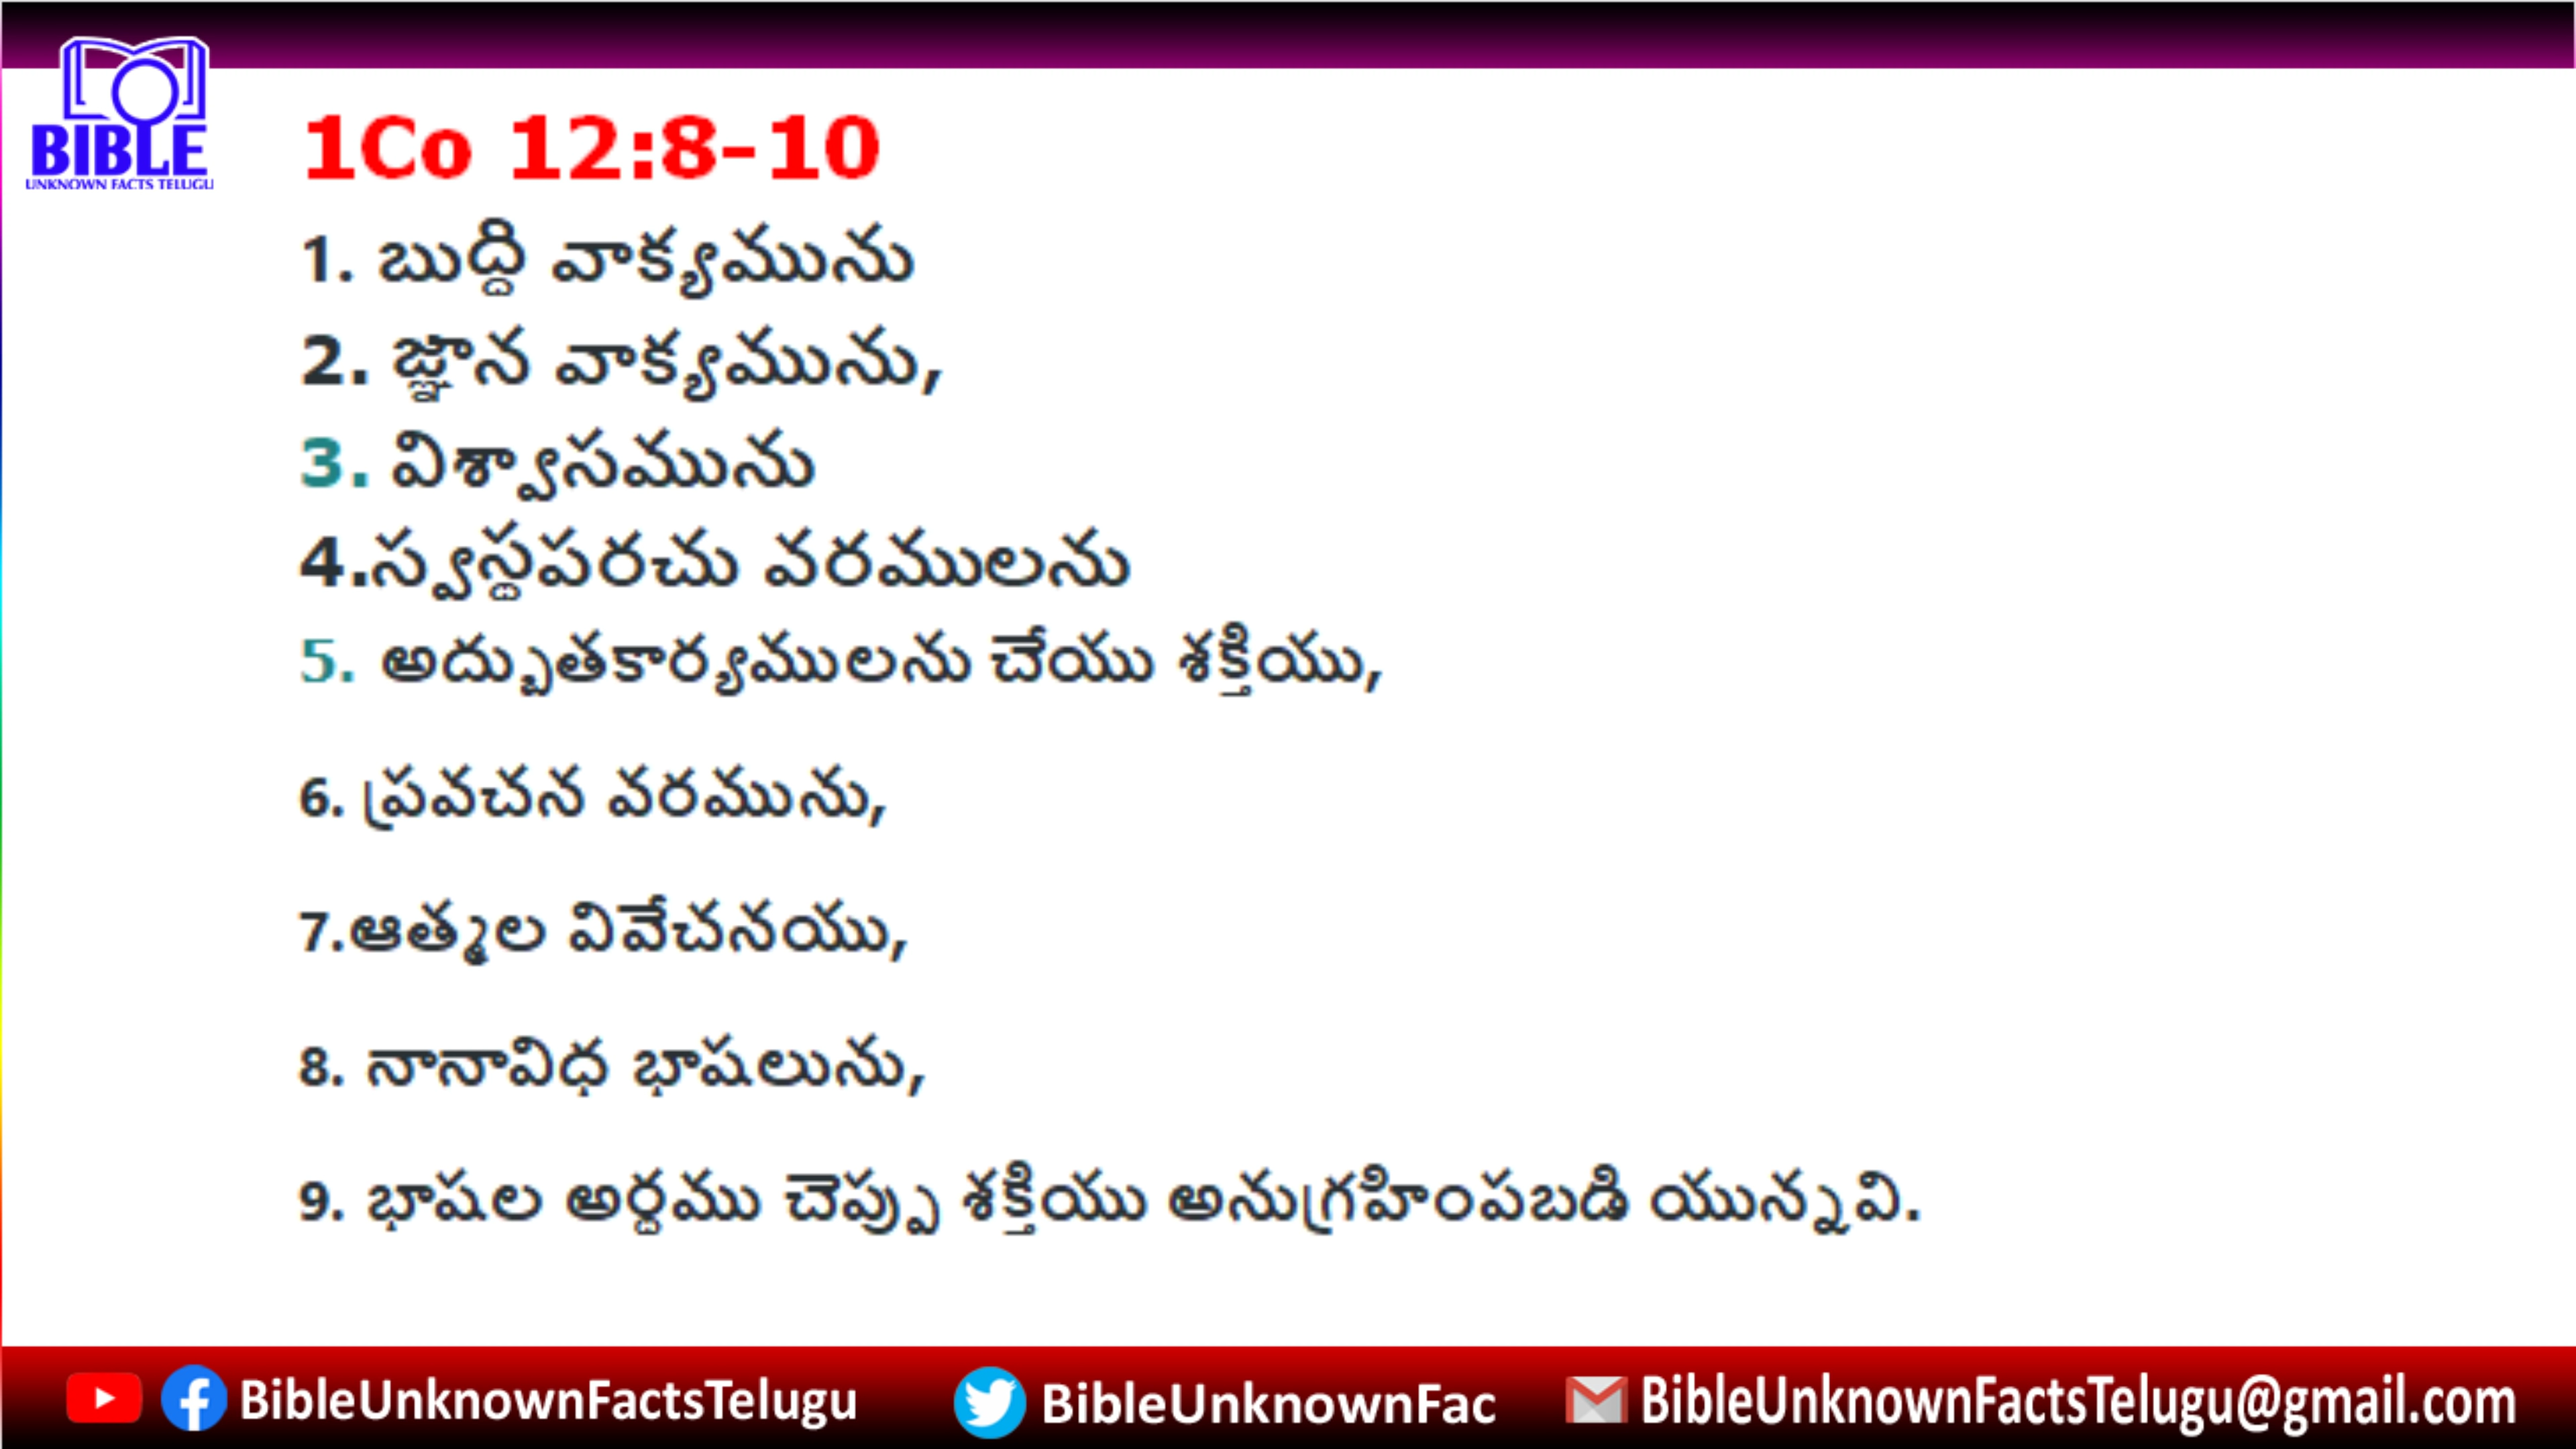 BIBLE
UNKNOWN FACTS TELUGU
1Co 12:8-10
1. బుద్ది వాక్యమును
2. జ్ఞాన వాక్యమును,
3. విశ్వాసమును
4.స్వస్థపరచు వరములను
5. అద్భుతకార్యములను చేయు శక్తియు,
6. ప్రవచన వరమును,
7.ఆత్మల వివేచనయు,
8. నానావిధ భాషలును,
9. భాషల అర్థము చెప్పు శక్తియు అనుగ్రహింపబడి యున్నవి.
BibleUnknownFactsTelugu BibleUnknownFac BibleUnknownFactsTelugu@gmail.com